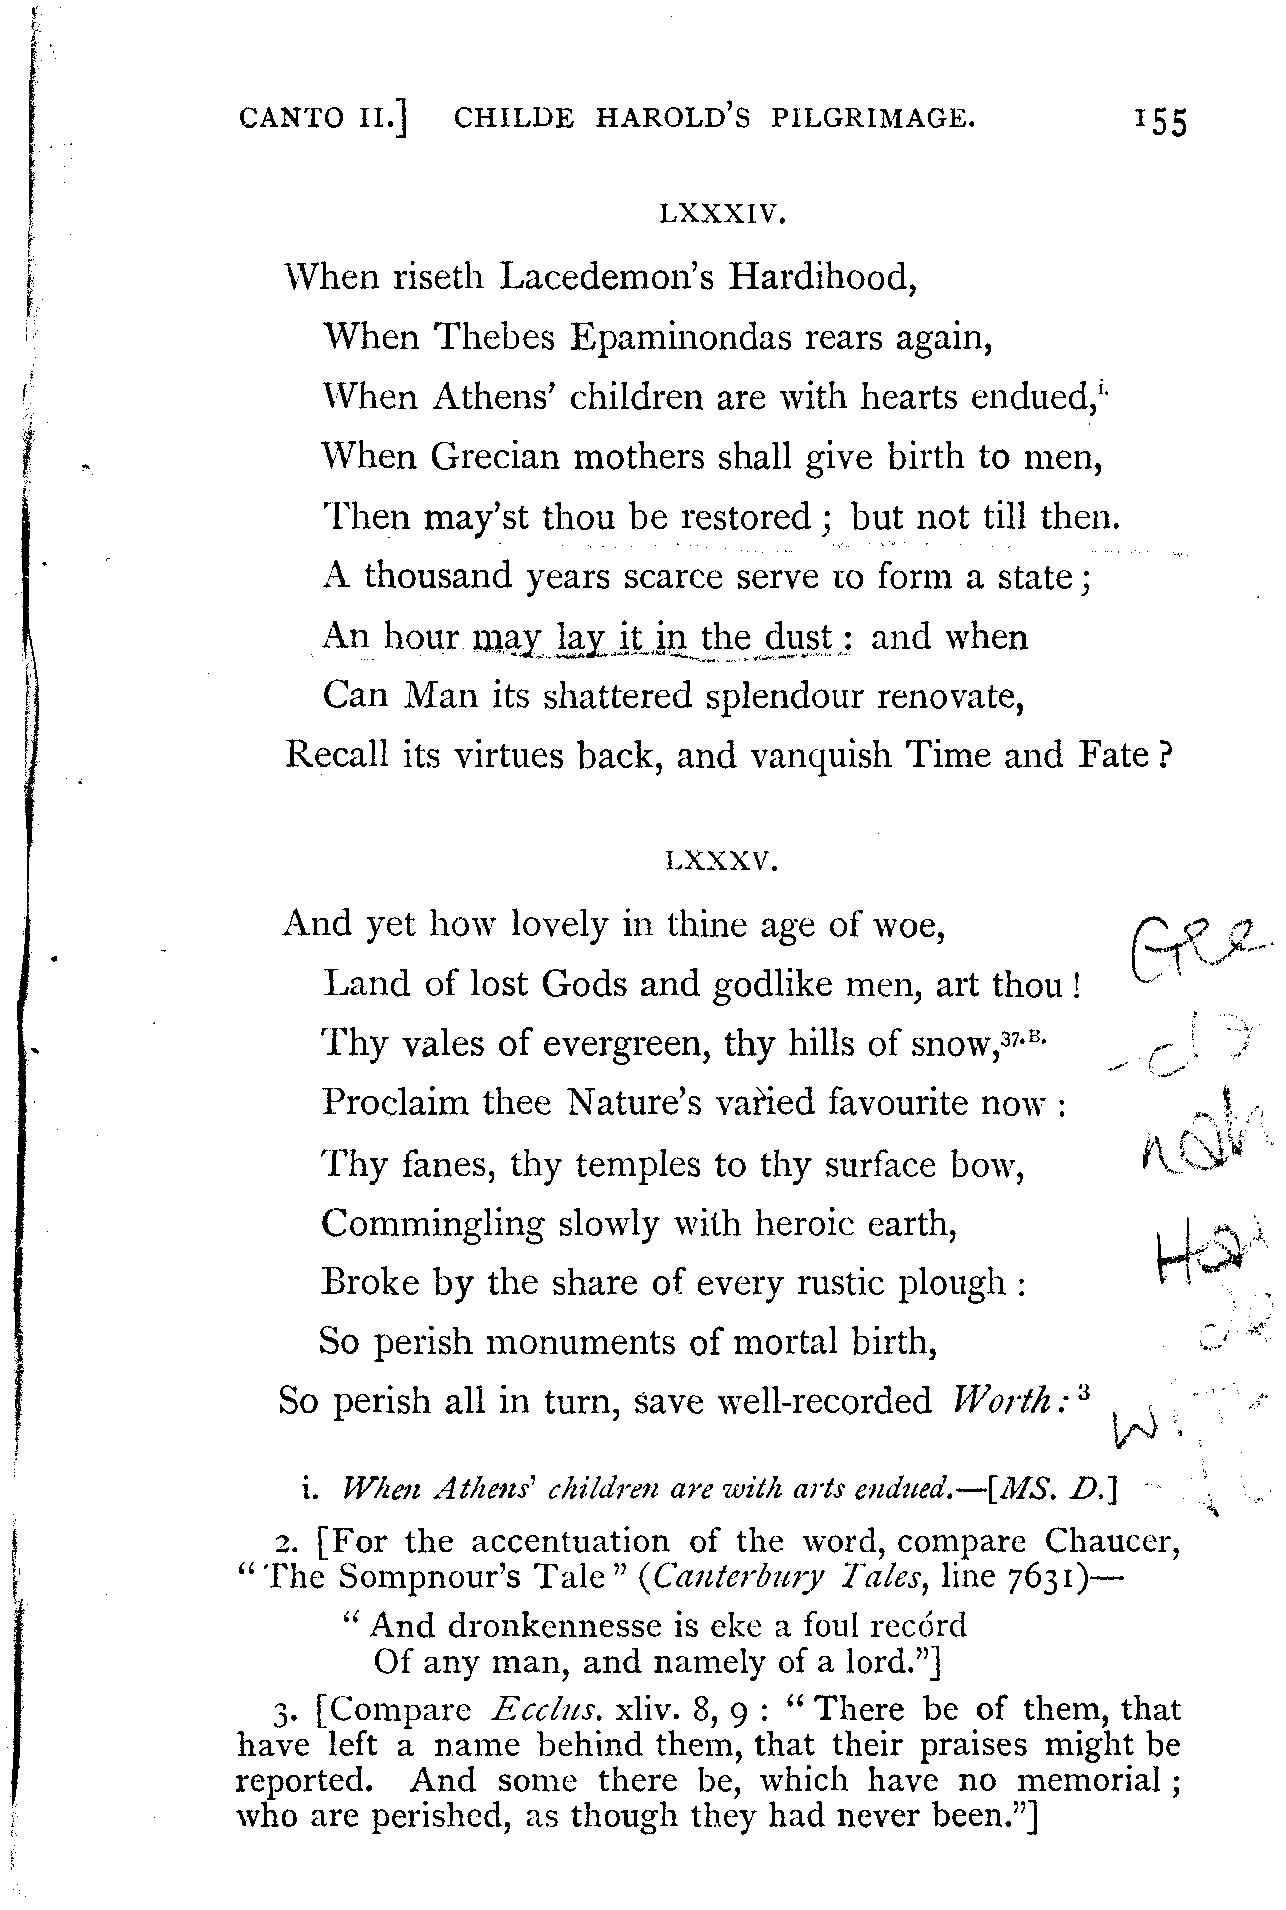 CANTO II.] CHILDE HAROLD'S PILGRIMAGE. 155
LXXXIV.
When riseth Lacedemon's Hardihood,
When Thebes Epaminondas rears again,
When Athens' children are with hearts endued,i.
When Grecian mothers shall give birth to men,
Then may'st thou be restored ; but not till then.
A thousand years scarce serve to form a state ;
An hour may lay it in the dust : and when
Can Man its shattered splendour renovate,
Recall its virtues back, and vanquish Time and Fate ?
LXXXV.
And yet how lovely in thine age of woe,
Land of lost Gods and godlike men, art thou !
Thy vales of evergreen, thy hills of snow,37.B.
Proclaim thee Nature's varied favourite now :
Thy fanes, thy temples to thy surface bow,
Commingling slowly with heroic earth,
Broke by the share of every rustic plough :
So perish monuments of mortal birth,
So perish all in turn, save well-recorded Worth : 3
i. When Athens' children are with arts endued.—[MS. D.]
2. [For the accentuation of the word, compare Chaucer,
“ The Sompnour's Tale ” (Canterbury Tales, line 7631)—
“ And dronkennesse is eke a foul recórd
Of any man, and namely of a lord.”]
3. [Compare Ecclus. xliv. 8, 9 : “ There be of them, that
have left a name behind them, that their praises might be
reported. And some there be, which have no memorial ;
who are perished, as though they had never been.”]